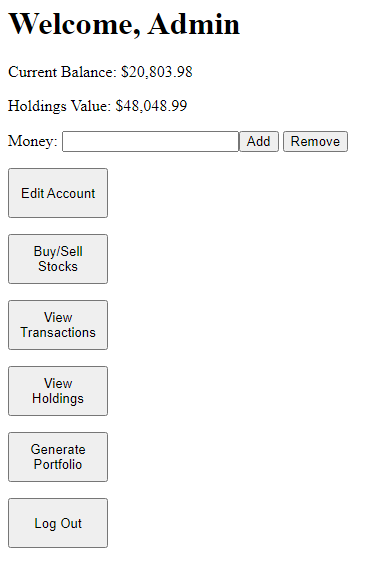 Welcome, Admin
Current Balance: $20,803.98
Holdings Value: $48,048.99
Money: Add Remove
Edit Account
Buy/Sell
Stocks
View
Transactions
View
Holdings
Generate
Portfolio
Log Out